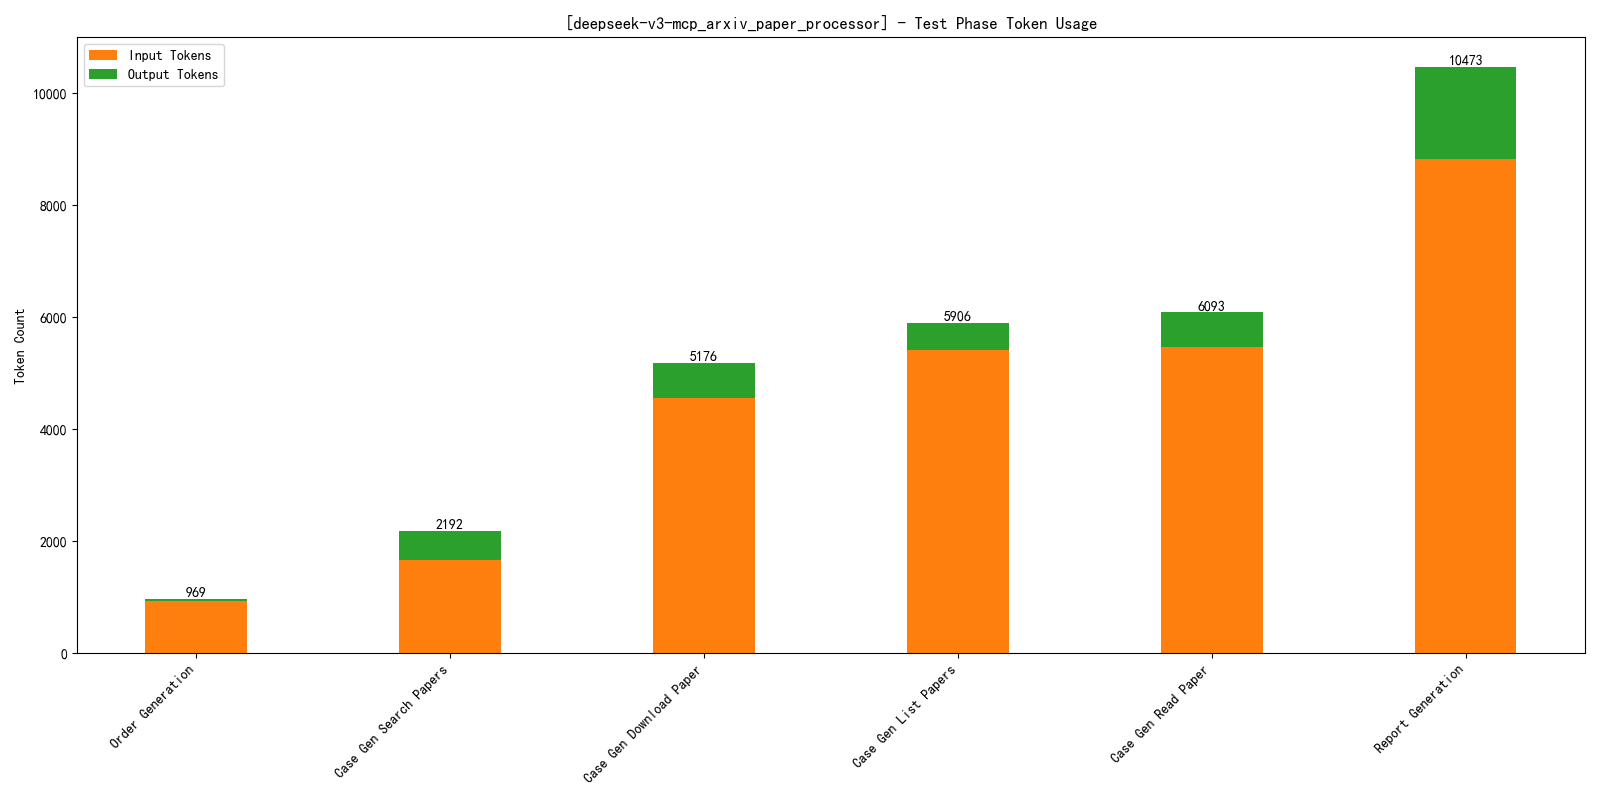 [deepseek-v3-mcp_arxiv_paper_processor] - Test Phase Token Usage
Input Tokens
Output Tokens
Token Count
10000
8000
6000
4000
2000
0
969
2192
5176
5906
6093
10473
Order Generation
Case Gen Search Papers
Case Gen Download Paper
Case Gen List Papers
Case Gen Read Paper
Report Generation